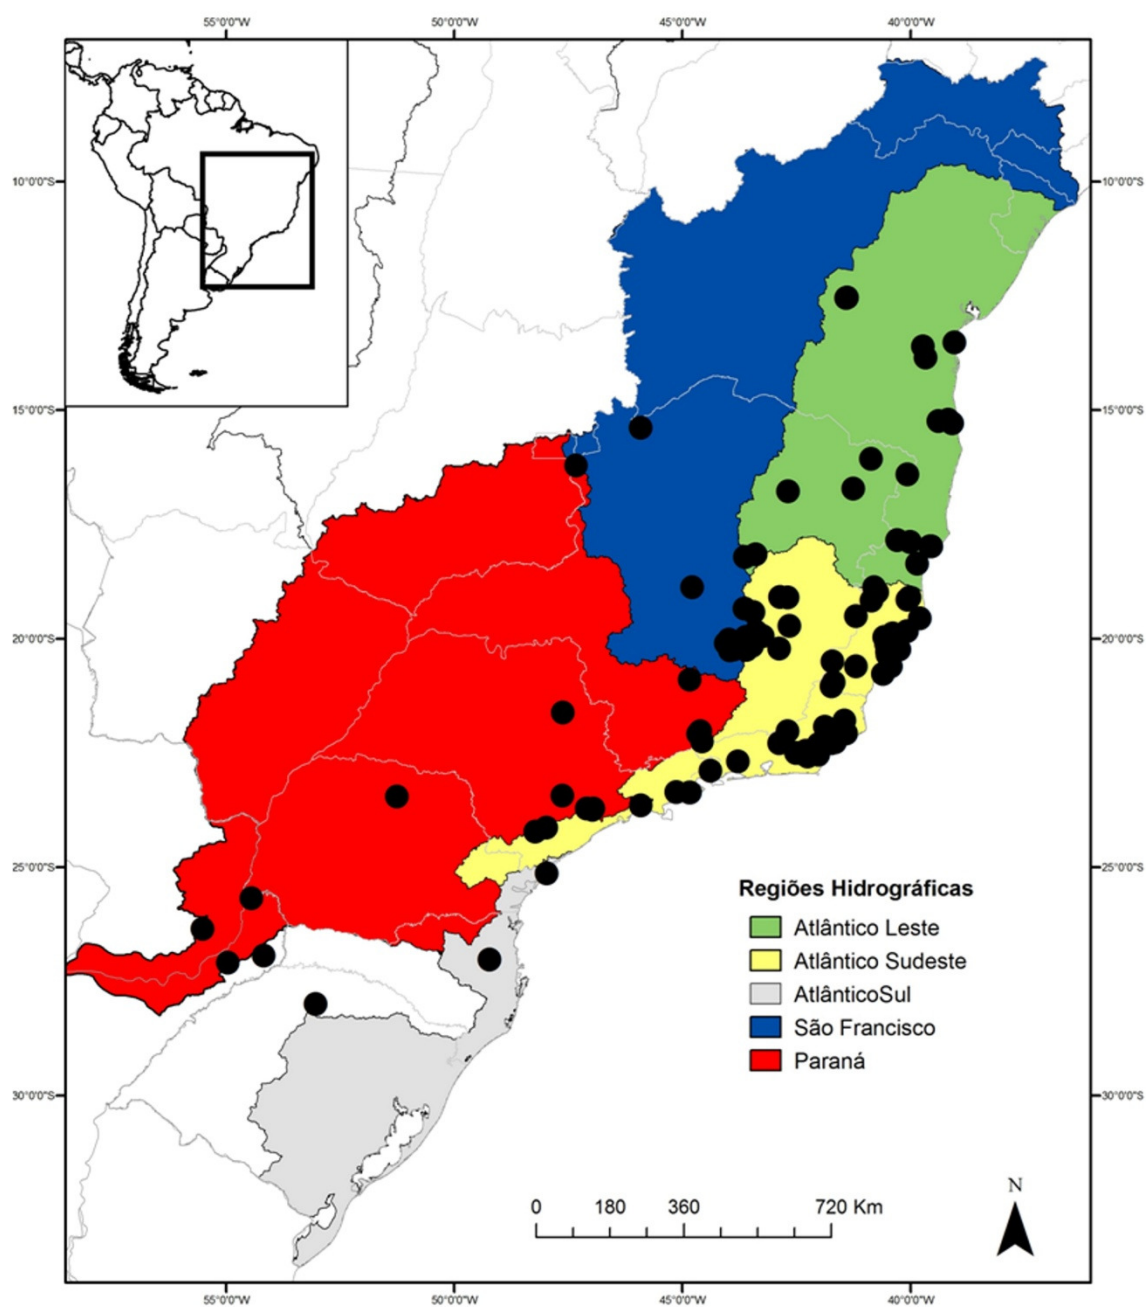 55°0'0"W
50°0'0"W
45°0'0"W
40°0'0"W
10°0'0"S
10°0'0"S
15°0'0"S
15°0'0"S
20°0'0"S
20°0'0"S
25°0'0"S
25°0'0"S
Regiões Hidrográficas
Atlântico Leste
Atlântico Sudeste
AtlânticoSul
São Francisco
Paraná
30°0'0"S
30°0'0"S
0 180 360 720 Km
N
55°0'0"W
50°0'0"W
45°0'0"W
40°0'0"W